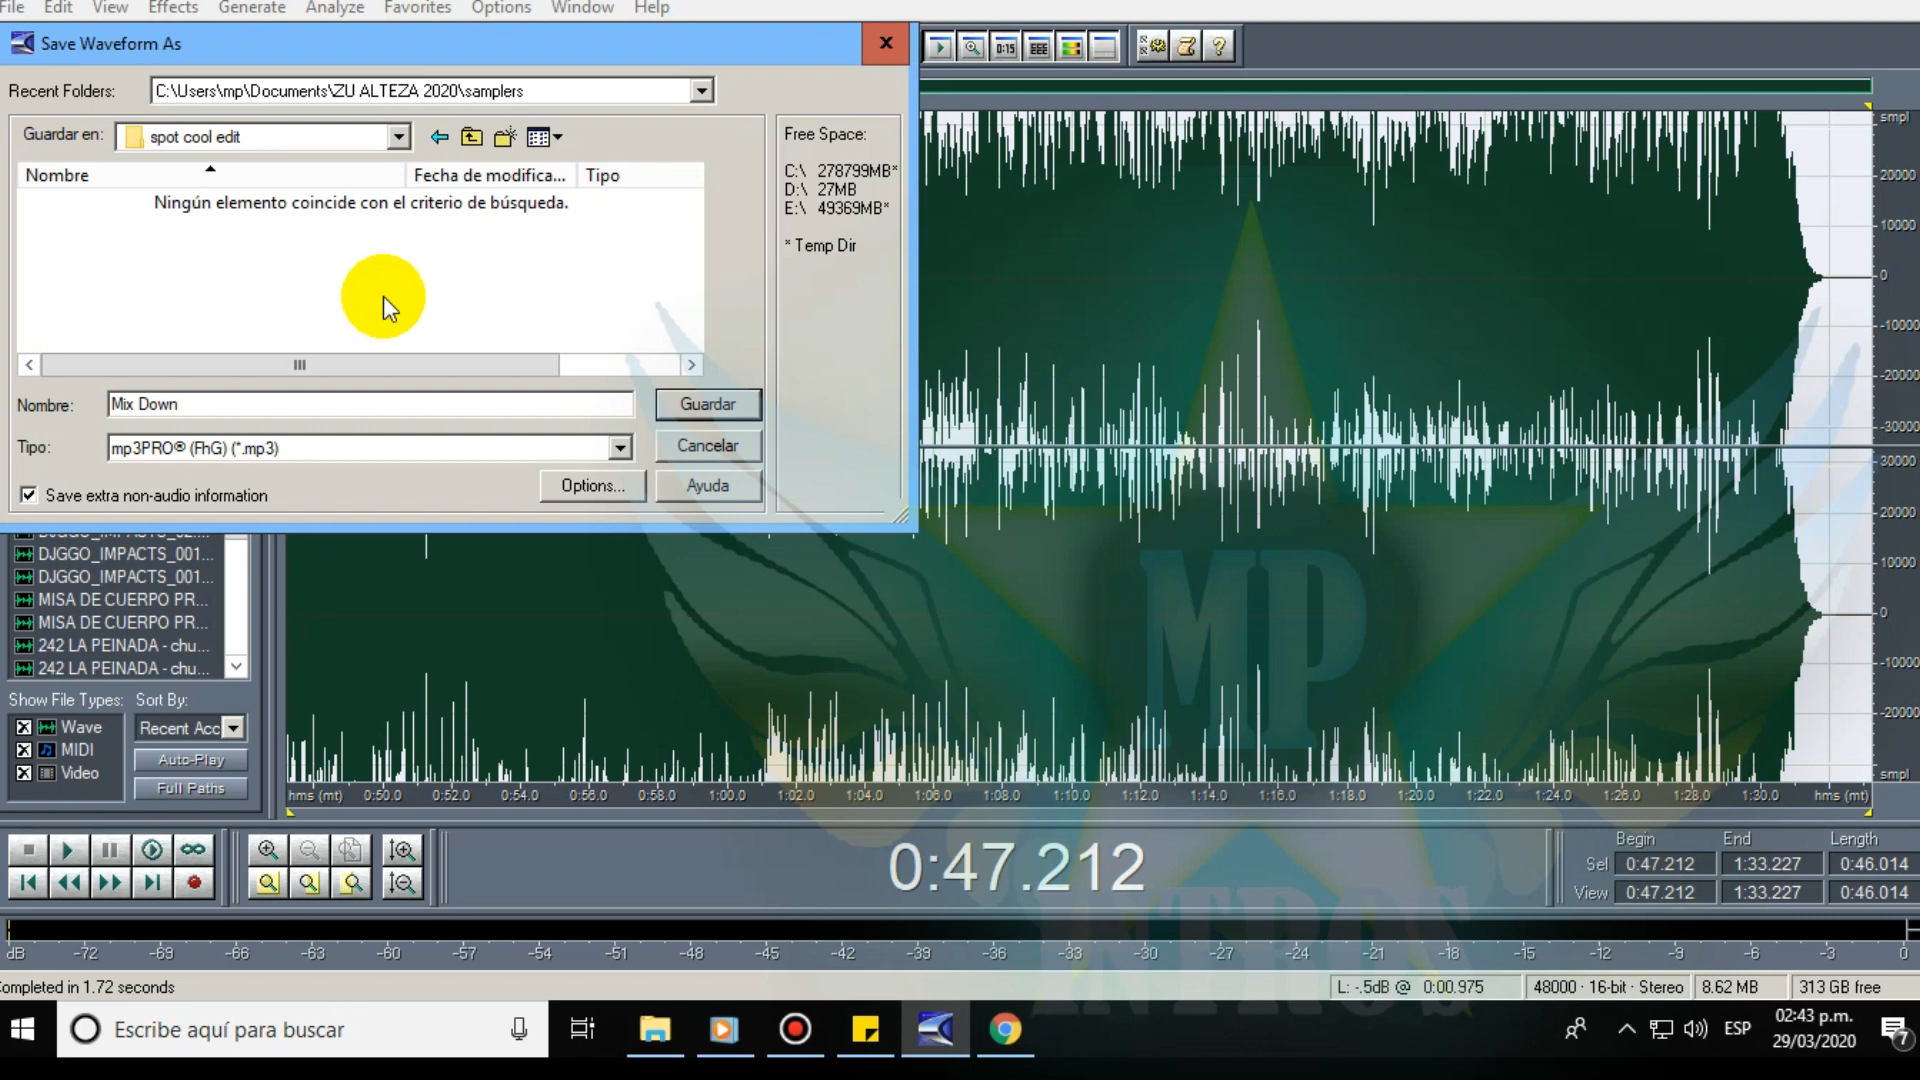 File Edit View Effects Generate Analyze Favorites Options Window Help
Save Waveform As
Recent Folders: C:\Users\mp\Documents\ZU ALTEZA 2020\samplers
Guardar en: spot cool edit
Free Space:
Nombre Fecha de modifica... Tipo
Ningún elemento coincide con el criterio de búsqueda.
C:\ 278799MB*
D:\ 27MB
E:\ 49369MB*
* Temp Dir
Nombre: Mix Down Guardar
Tipo: mp3PRO® (FhG) (*.mp3) Cancelar
Options... Ayuda
Save extra non-audio information
0:15
smpl
20000
10000
0
-10000
-20000
-30000
30000
20000
10000
0
-10000
-20000
smpl
DJGGO_IMPACTS_02...
DJGGO_IMPACTS_001...
DJGGO_IMPACTS_001...
MISA DE CUERPO PR...
MISA DE CUERPO PR...
242 LA PEINADA - chu...
242 LA PEINADA - chu...
Show File Types: Sort By:
Wave Recent Acc
MIDI Auto-Play
Video
Full Paths
MP
INTROS
hms (mt) 0:50.0 0:52.0 0:54.0 0:56.0 0:58.0 1:00.0 1:02.0 1:04.0 1:06.0 1:08.0 1:10.0 1:12.0 1:14.0 1:16.0 1:18.0 1:20.0 1:22.0 1:24.0 1:26.0 1:28.0 1:30.0 hms (mt)
0:47.212
Begin End Length
Sel 0:47.212 1:33.227 0:46.014
View 0:47.212 1:33.227 0:46.014
dB -72 -69 -66 -63 -60 -57 -54 -51 -48 -45 -42 -39 -36 -33 -30 -27 -24 -21 -18 -15 -12 -9 -6 -3 0
Completed in 1.72 seconds L: -.5dB @ 0:00.975 48000 · 16-bit · Stereo 8.62 MB 313 GB free
Escribe aquí para buscar ESP 02:43 p.m.
29/03/2020
7